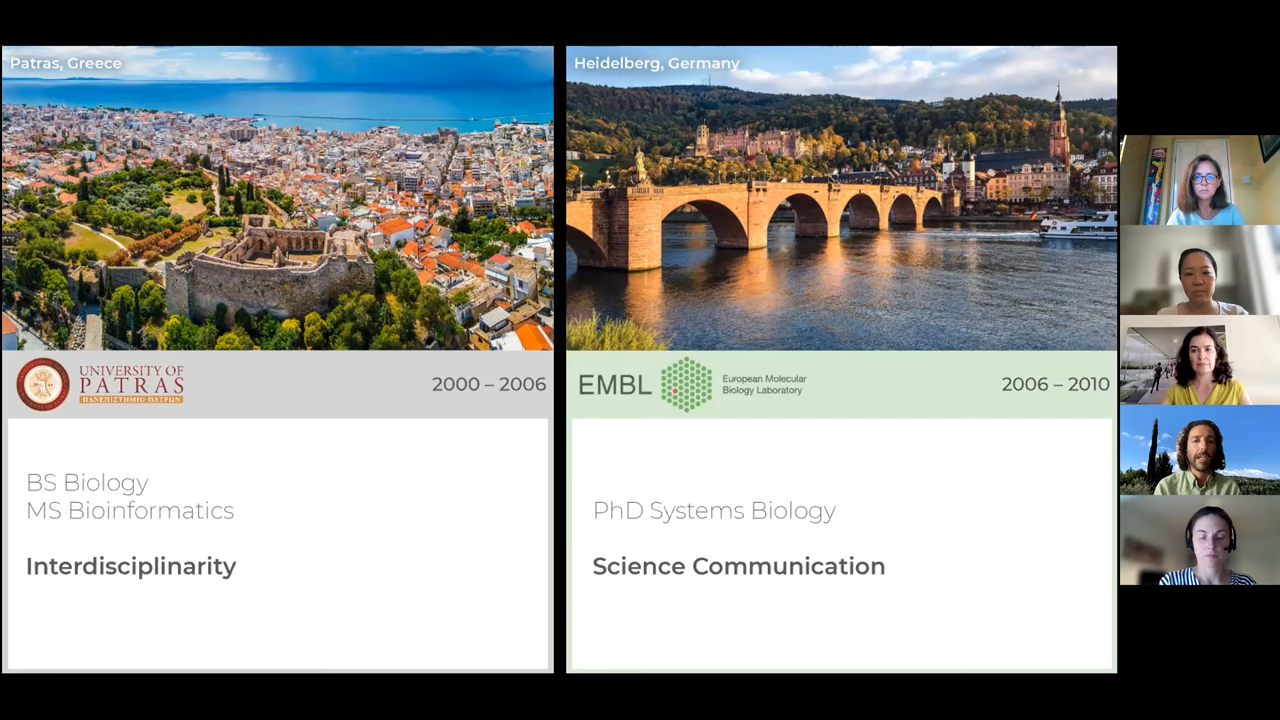 Patras, Greece
UNIVERSITY OF
PATRAS
ΠΑΝΕΠΙΣΤΗΜΙΟ ΠΑΤΡΩΝ
2000 – 2006
BS Biology
MS Bioinformatics
Interdisciplinarity
Heidelberg, Germany
EMBL
European Molecular
Biology Laboratory
2006 – 2010
PhD Systems Biology
Science Communication